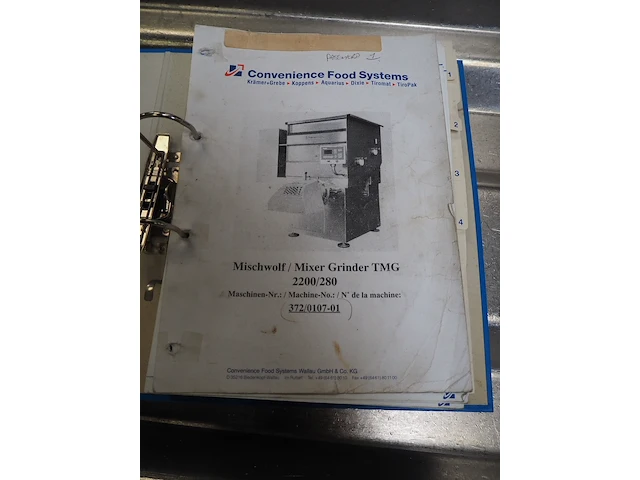 Convenience Food Systems
Krämer+Grebe • Koppens • Aquarius • Dixie • Tiromat • TiroPak
Mischwolf / Mixer Grinder TMG
2200/280
Maschinen-Nr.: / Machine-No.: / N° de la machine:
372/0107-01
Convenience Food Systems Wallau GmbH & Co. KG
1
2
3
4